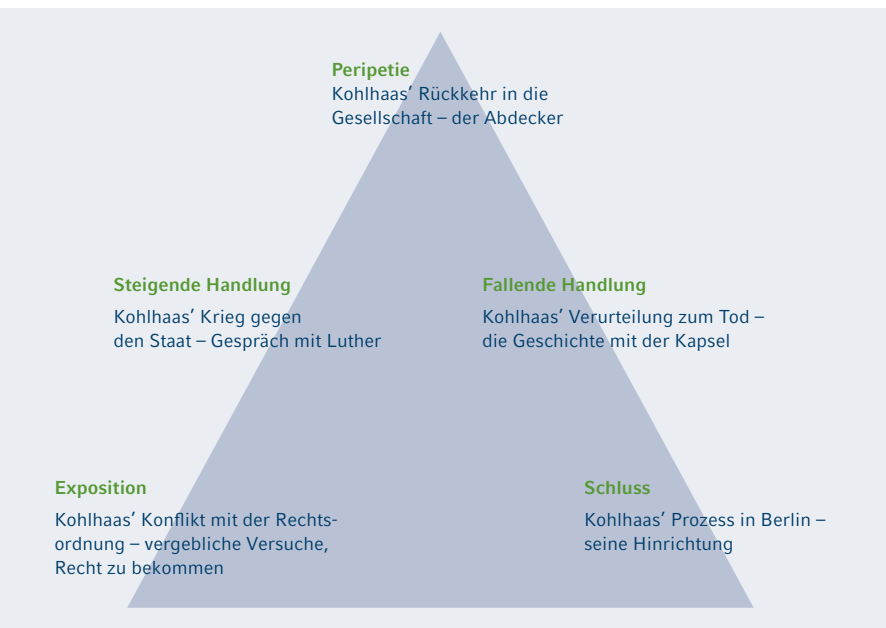 Peripetie
Kohlhaas’ Rückkehr in die
Gesellschaft – der Abdecker
Steigende Handlung
Kohlhaas’ Krieg gegen
den Staat – Gespräch mit Luther
Fallende Handlung
Kohlhaas’ Verurteilung zum Tod –
die Geschichte mit der Kapsel
Exposition
Kohlhaas’ Konflikt mit der Rechts-
ordnung – vergebliche Versuche,
Recht zu bekommen
Schluss
Kohlhaas’ Prozess in Berlin –
seine Hinrichtung